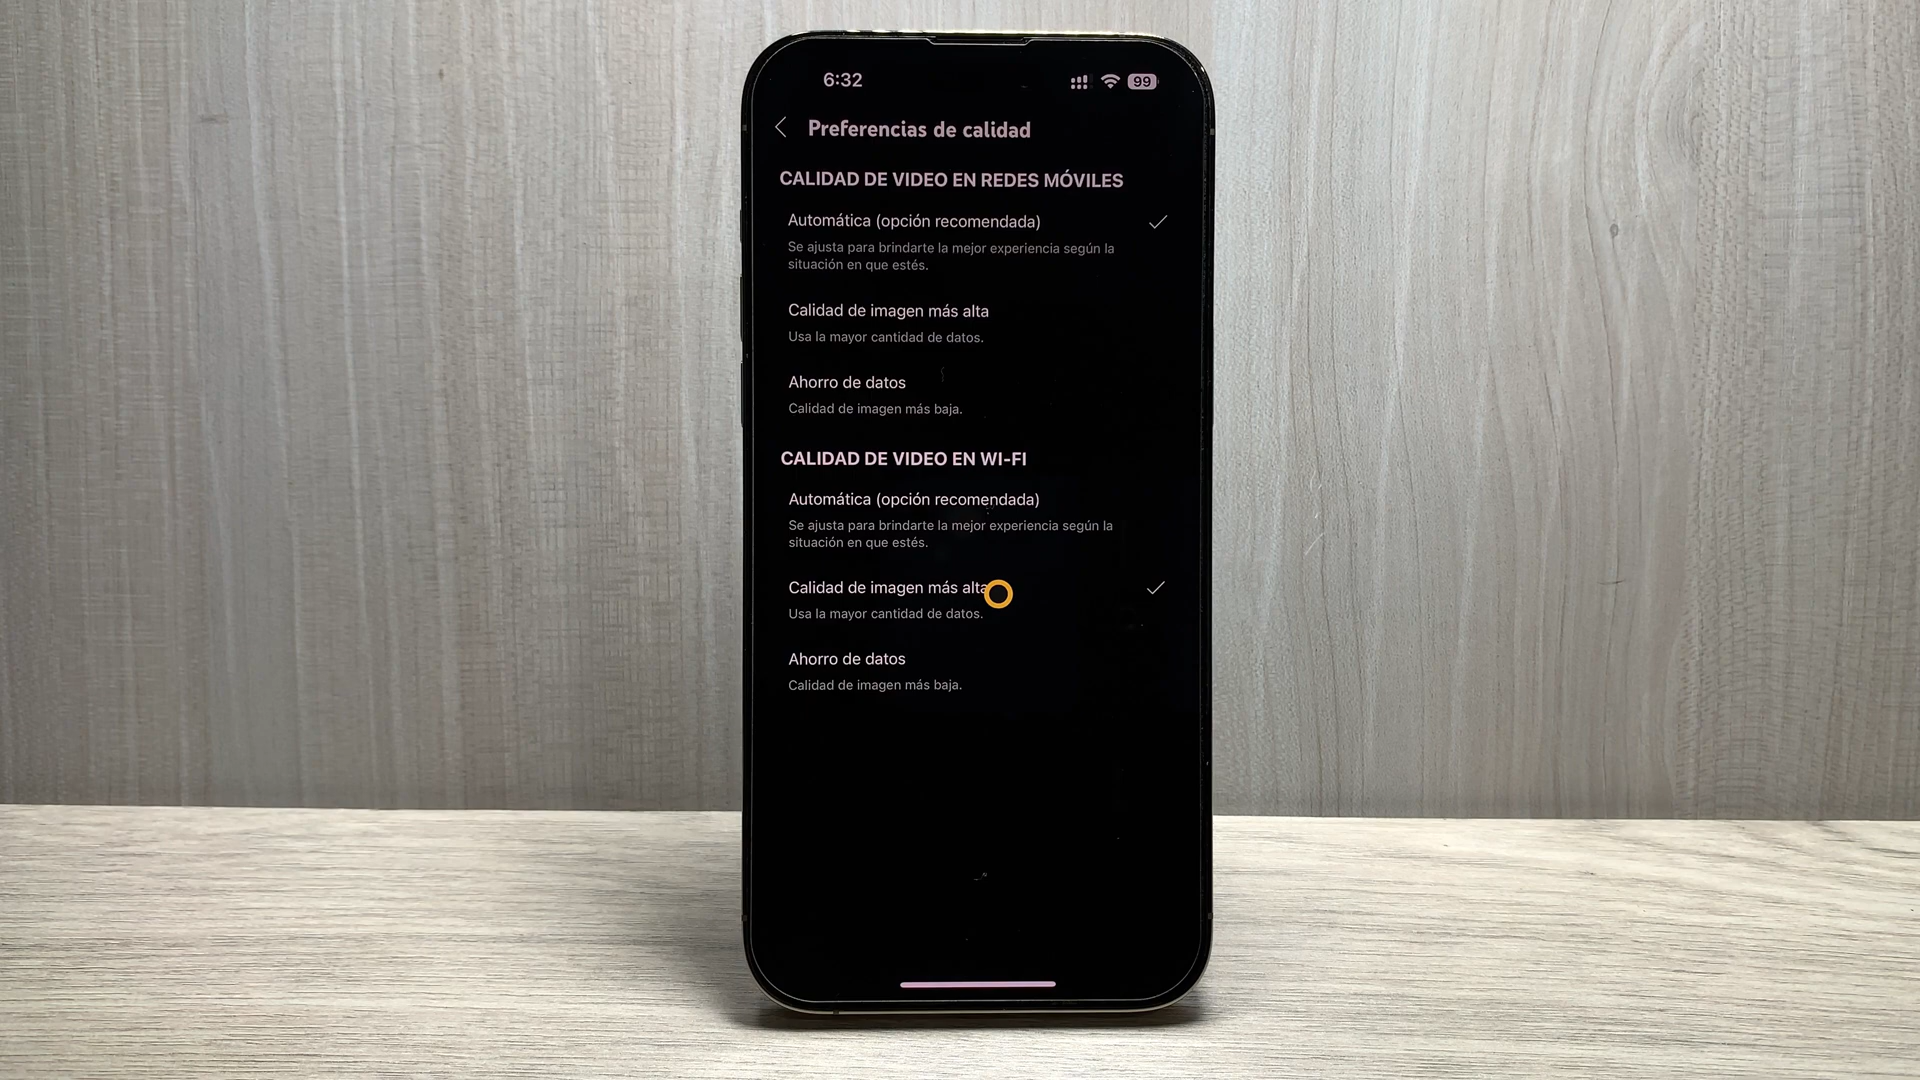 6:32
99
Preferencias de calidad
CALIDAD DE VIDEO EN REDES MÓVILES
Automática (opción recomendada)
Se ajusta para brindarte la mejor experiencia según la
situación en que estés.
Calidad de imagen más alta
Usa la mayor cantidad de datos.
Ahorro de datos
Calidad de imagen más baja.
CALIDAD DE VIDEO EN WI-FI
Automática (opción recomendada)
Se ajusta para brindarte la mejor experiencia según la
situación en que estés.
Calidad de imagen más alta
Usa la mayor cantidad de datos.
Ahorro de datos
Calidad de imagen más baja.